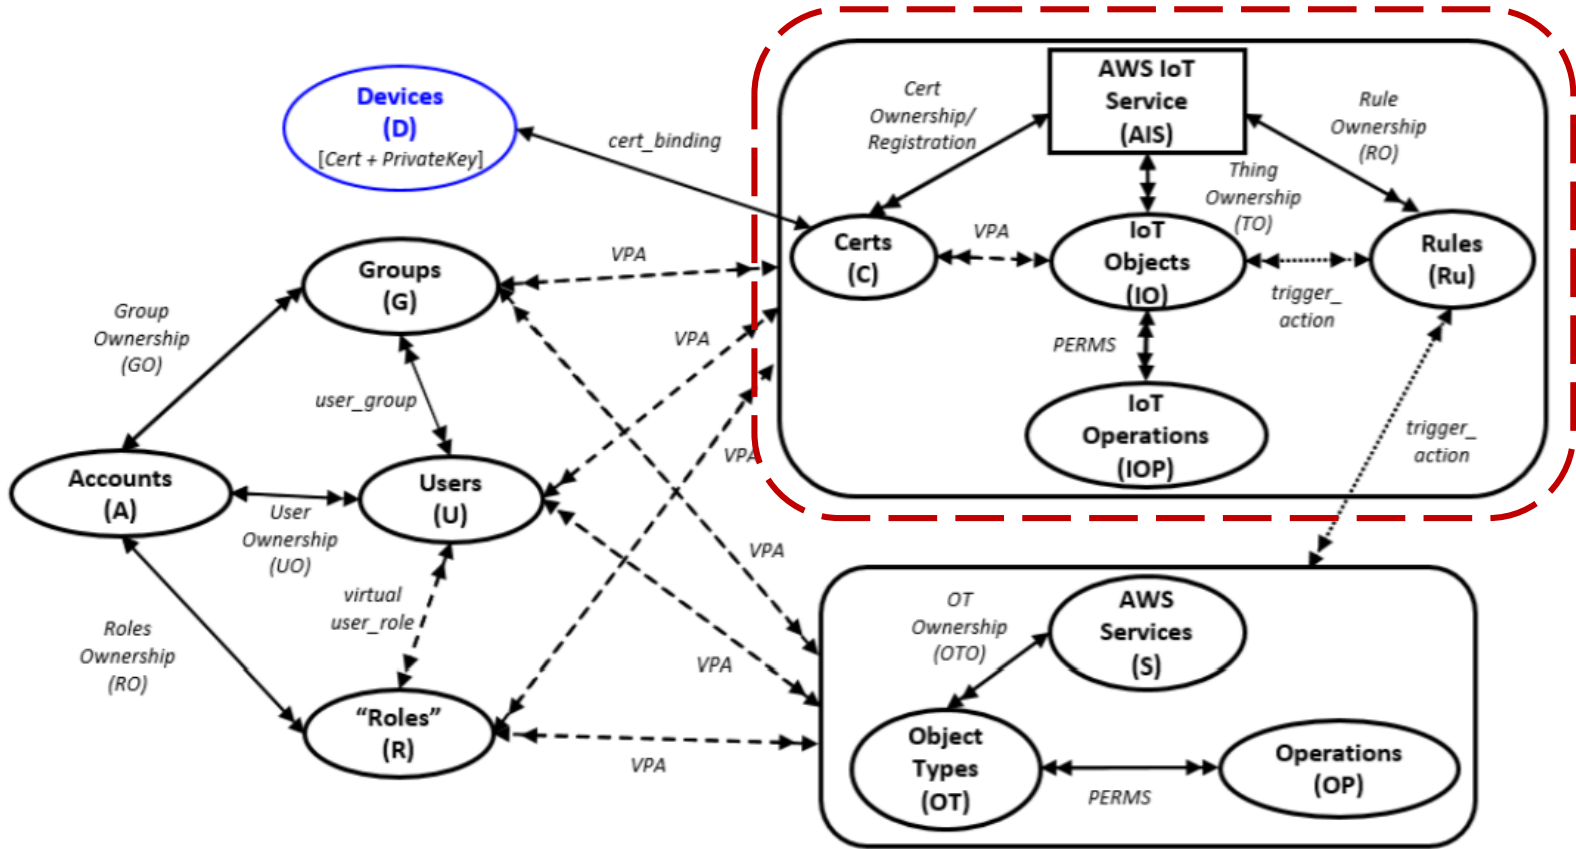 Devices
(D)
[Cert + PrivateKey]
cert_binding
Cert
Ownership/
Registration
AWS IoT
Service
(AIS)
Rule
Ownership
(RO)
Thing
Ownership
(TO)
Certs
(C)
VPA
IoT
Objects
(IO)
Rules
(Ru)
trigger_
action
PERMS
IoT
Operations
(IOP)
trigger_
action
Groups
(G)
VPA
Group
Ownership
(GO)
user_group
VPA
VPA
Accounts
(A)
User
Ownership
(UO)
Users
(U)
VPA
virtual
user_role
Roles
Ownership
(RO)
VPA
"Roles"
(R)
VPA
OT
Ownership
(OTO)
AWS
Services
(S)
Object
Types
(OT)
PERMS
Operations
(OP)